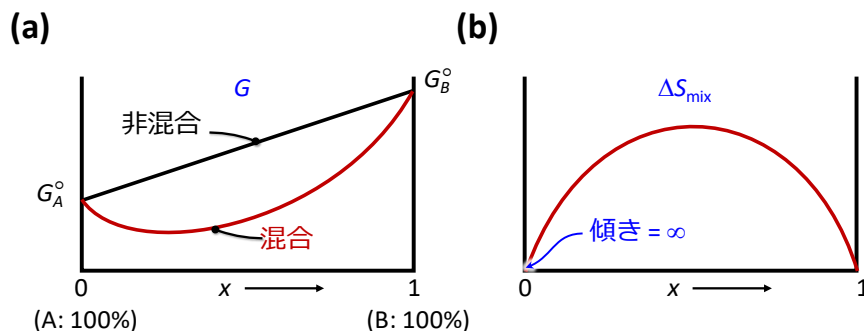 (a)
G
G°B
非混合
G°A
混合
0
x
1
(A: 100%)
(B: 100%)
(b)
ΔSmix
傾き = ∞
0
x
1